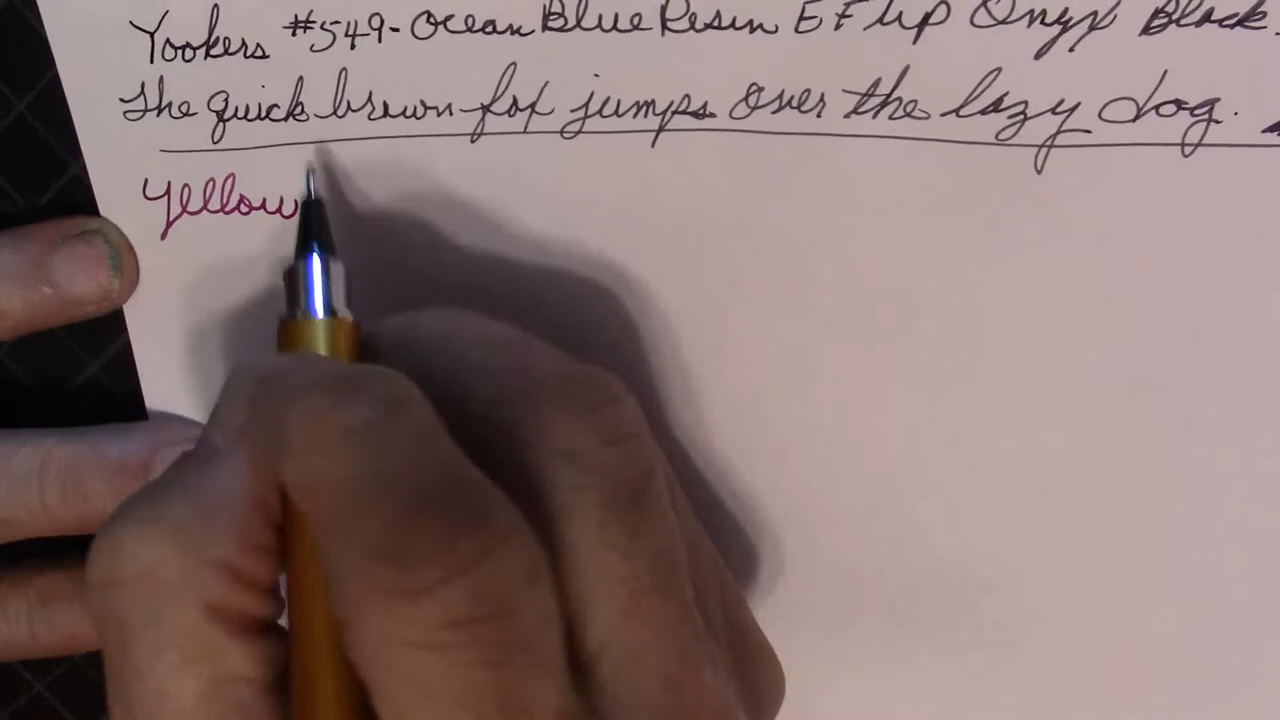 Yookers #549-Ocean Blue Resin EF tip Onyx Black.
The quick brown fox jumps over the lazy dog.
Yellow